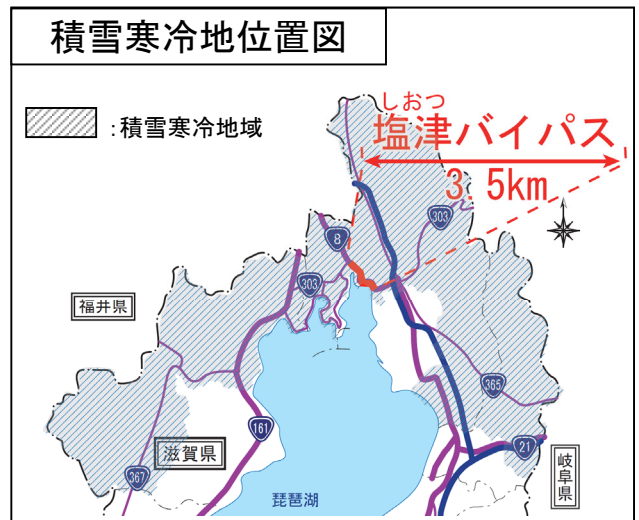 積雪寒冷地位置図
:積雪寒冷地域
しおつ
塩津バイパス
3.5km
303
8
303
福井県
365
161
21
滋賀県
岐阜県
367
琵琶湖